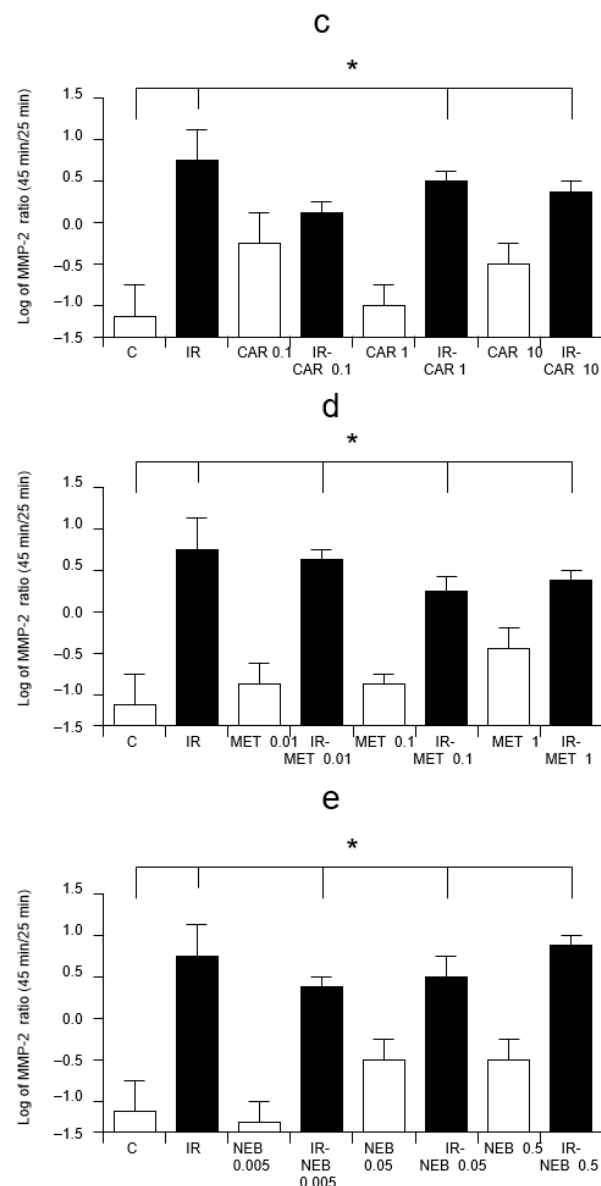 c
*
Log of MMP-2 ratio (45 min/25 min)
1.5
1.0
0.5
0.0
–0.5
–1.0
–1.5
C IR CAR 0.1 IR- CAR 1 IR- CAR 10 IR-
CAR 0.1 CAR 1 CAR 10
d
*
Log of MMP-2 ratio (45 min/25 min)
1.5
1.0
0.5
0.0
–0.5
–1.0
–1.5
C IR MET 0.01 IR- MET 0.1 IR- MET 1 IR-
MET 0.01 MET 0.1 MET 1
e
*
Log of MMP-2 ratio (45 min/25 min)
1.5
1.0
0.5
0.0
–0.5
–1.0
–1.5
C IR NEB IR- NEB IR- NEB 0.5 IR-
0.005 NEB 0.05 NEB 0.05 NEB 0.5
0.005